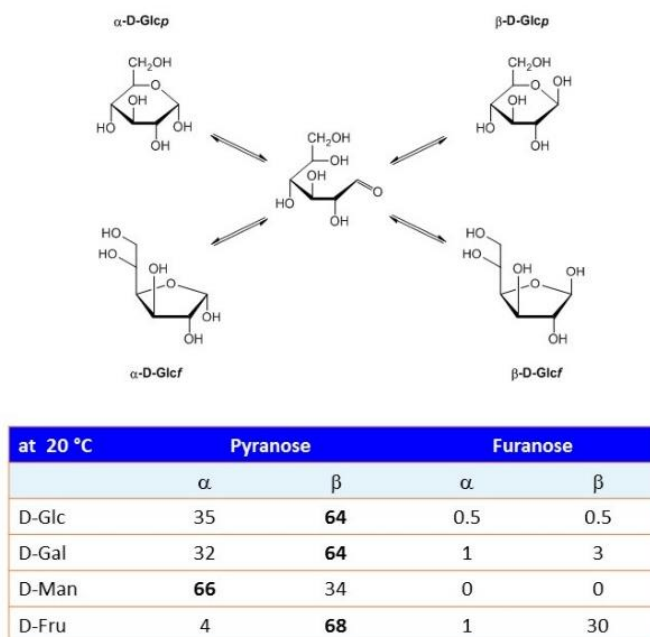 α-D-Glcp
β-D-Glcp
CH₂OH
O
OH
HO
OH
OH
CH₂OH
O
OH
OH
HO
OH
CH₂OH
OH
OH
HO
O
OH
HO
HO
OH
O
OH
OH
HO
HO
OH
O
OH
OH
α-D-Glcf
β-D-Glcf
at 20 °C Pyranose Furanose
α β α β
D-Glc 35 64 0.5 0.5
D-Gal 32 64 1 3
D-Man 66 34 0 0
D-Fru 4 68 1 30